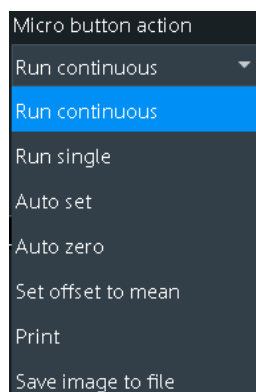 Micro button action
Run continuous
Run continuous
Run single
Auto set
Auto zero
Set offset to mean
Print
Save image to file